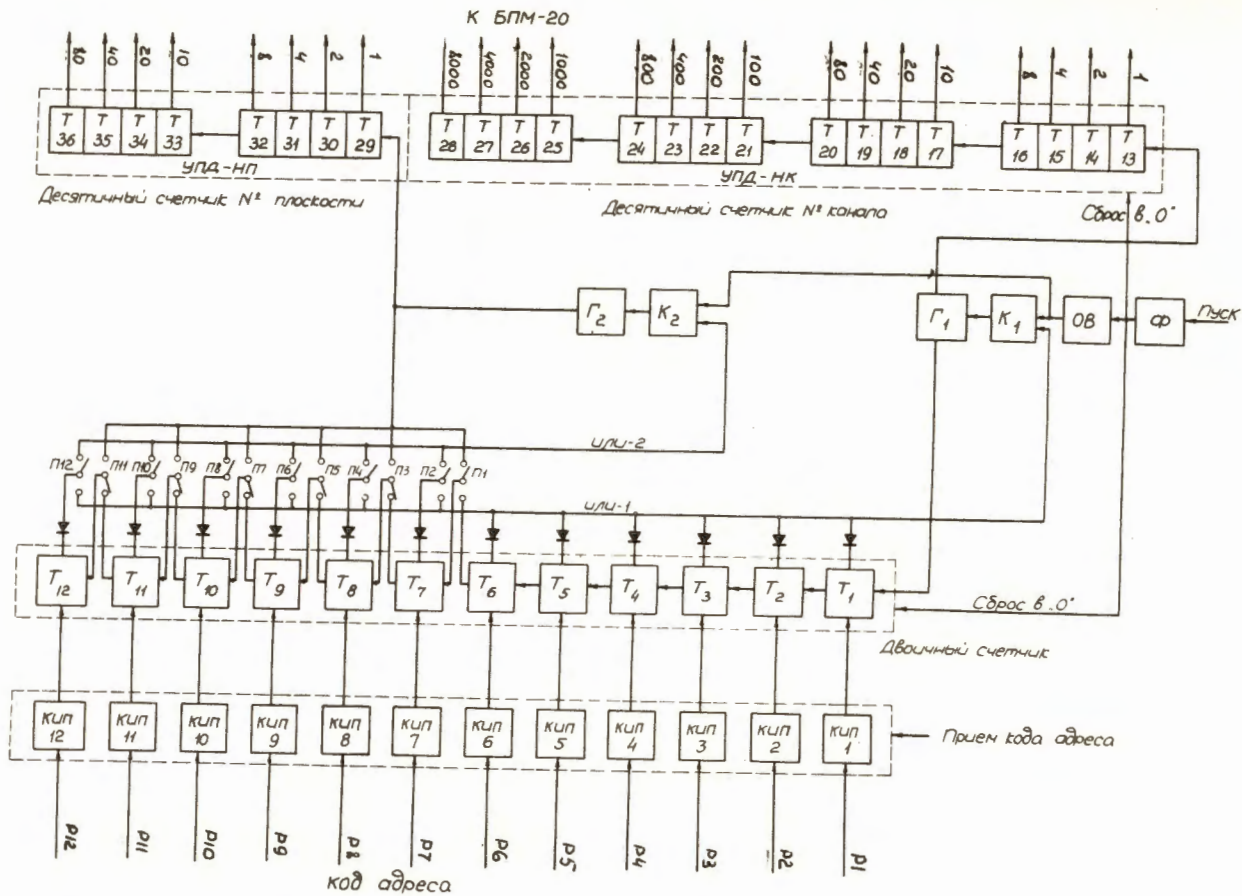 К БПМ-20
80 40 20 10 8 4 2 1 8000 4000 2000 1000 800 400 200 100 80 40 20 10 8 4 2 1
Т Т Т Т Т Т Т Т Т Т Т Т Т Т Т Т Т Т Т Т Т Т Т Т
36 35 34 33 32 31 30 29 28 27 26 25 24 23 22 21 20 19 18 17 16 15 14 13
УПД-НП УПД-НК
Десятичный счетчик № плоскости Десятичный счетчик № канала
Сброс в „0"
Г2 К2 Г1 К1 ОВ Ф Пуск
или-2
П12 П11 П10 П9 П8 П7 П6 П5 П4 П3 П2 П1
или-1
Т12 Т11 Т10 Т9 Т8 Т7 Т6 Т5 Т4 Т3 Т2 Т1
Сброс в „0"
Двоичный счетчик
кип кип кип кип кип кип кип кип кип кип кип кип
12 11 10 9 8 7 6 5 4 3 2 1
Прием кода адреса
р12 р11 р10 р9 р8 р7 р6 р5 р4 р3 р2 р1
код адреса